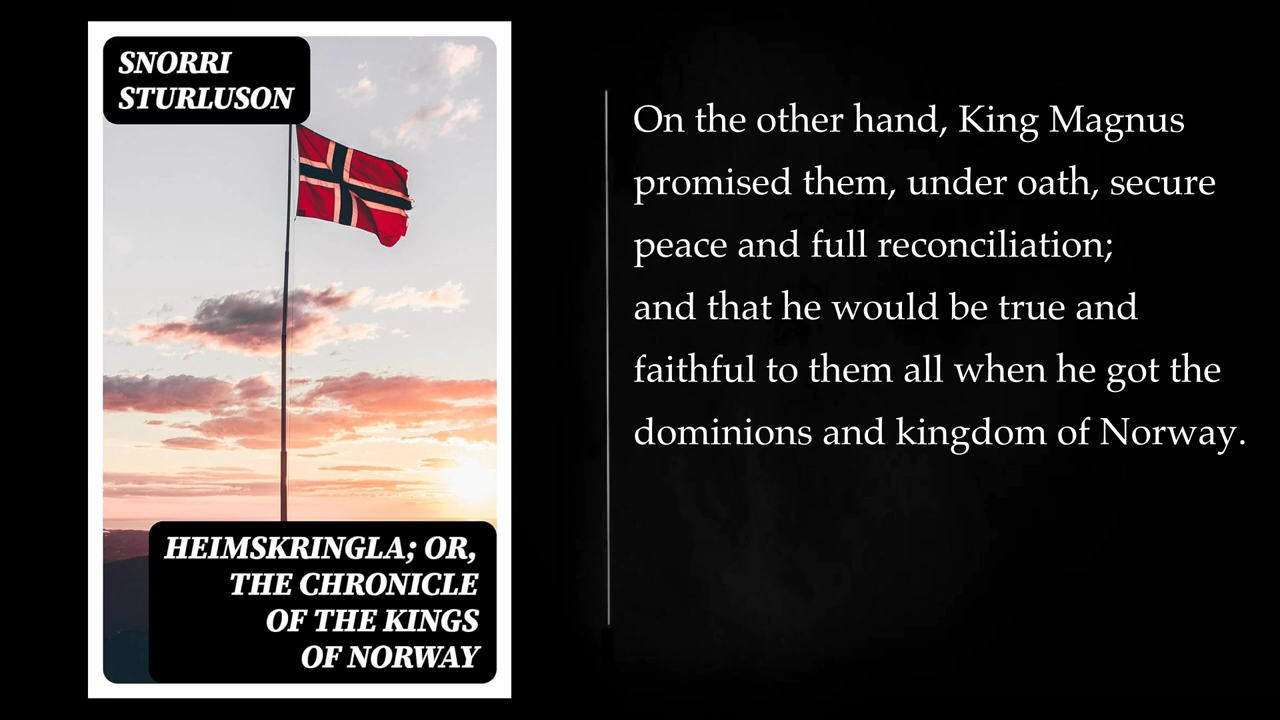 SNORRI
STURLUSON
HEIMSKRINGLA; OR,
THE CHRONICLE
OF THE KINGS
OF NORWAY
On the other hand, King Magnus
promised them, under oath, secure
peace and full reconciliation;
and that he would be true and
faithful to them all when he got the
dominions and kingdom of Norway.